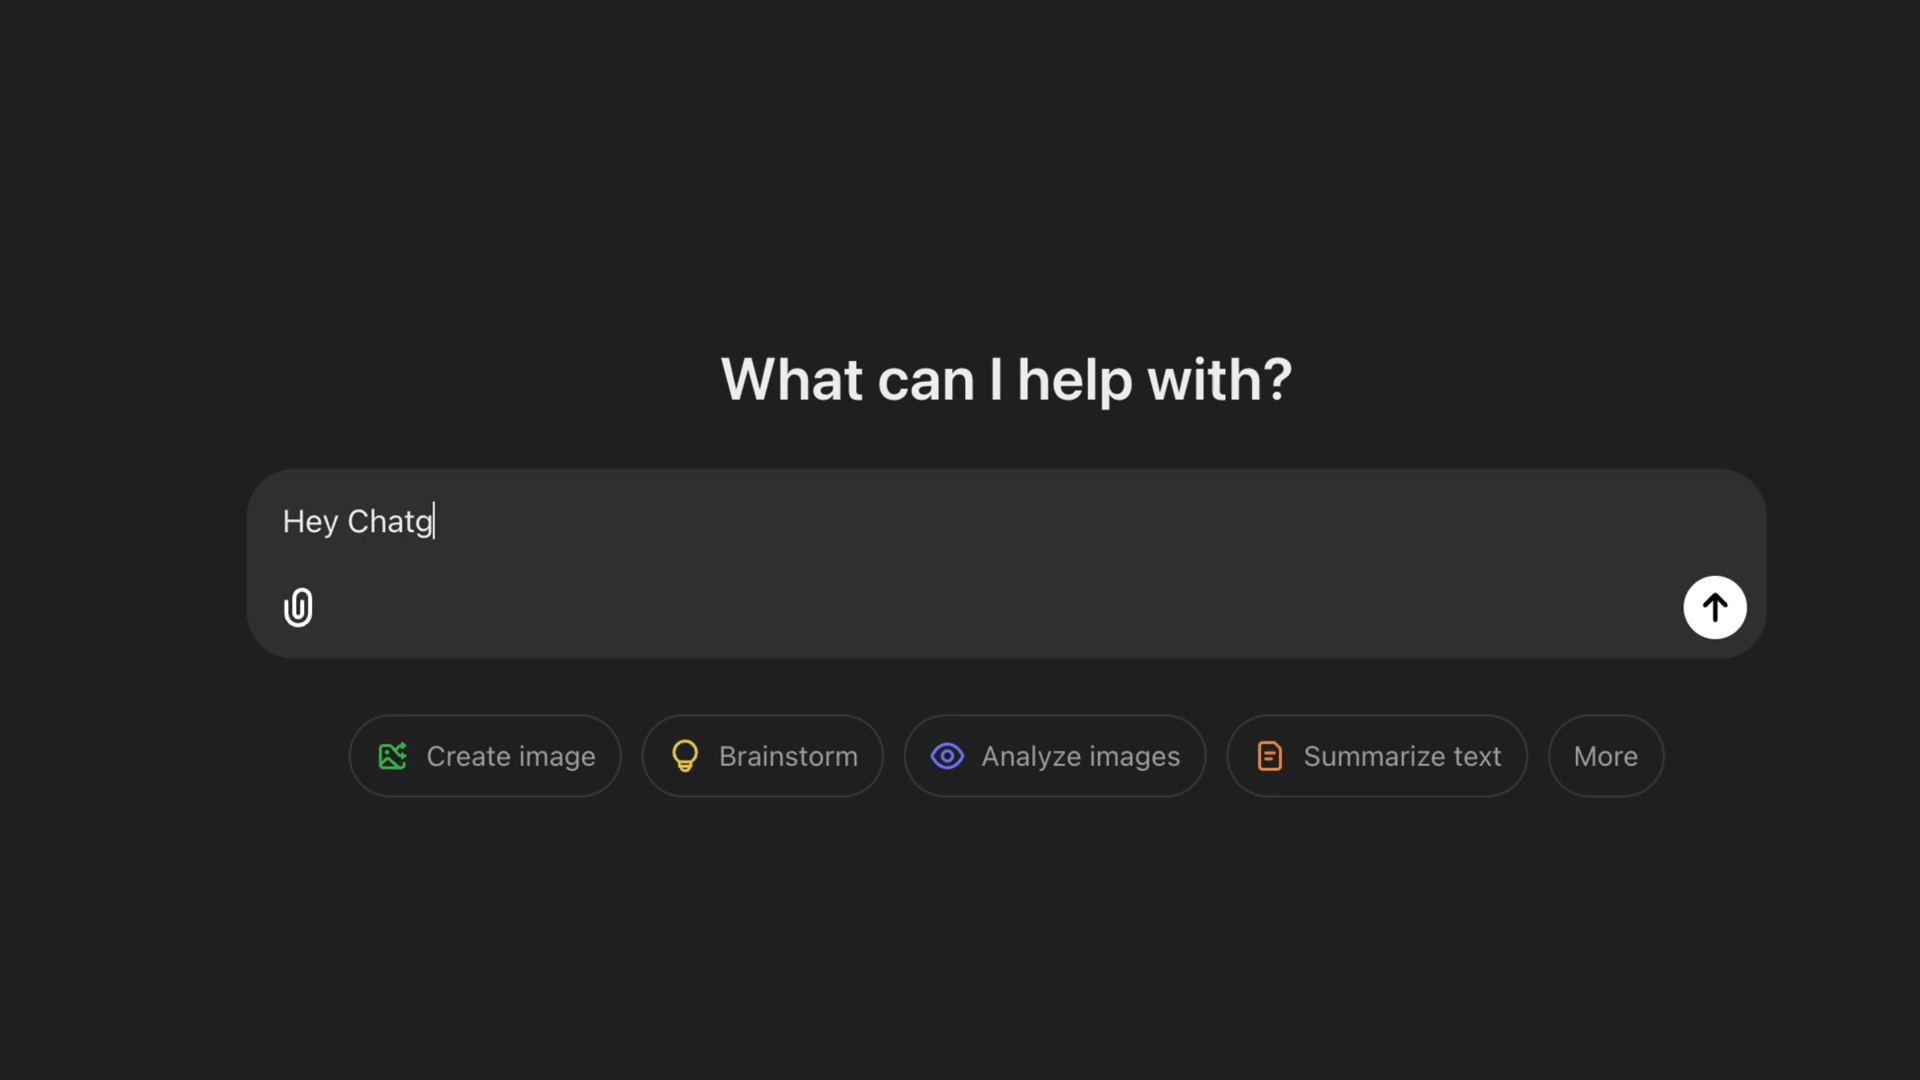 What can I help with?
Hey Chatg
Create image
Brainstorm
Analyze images
Summarize text
More